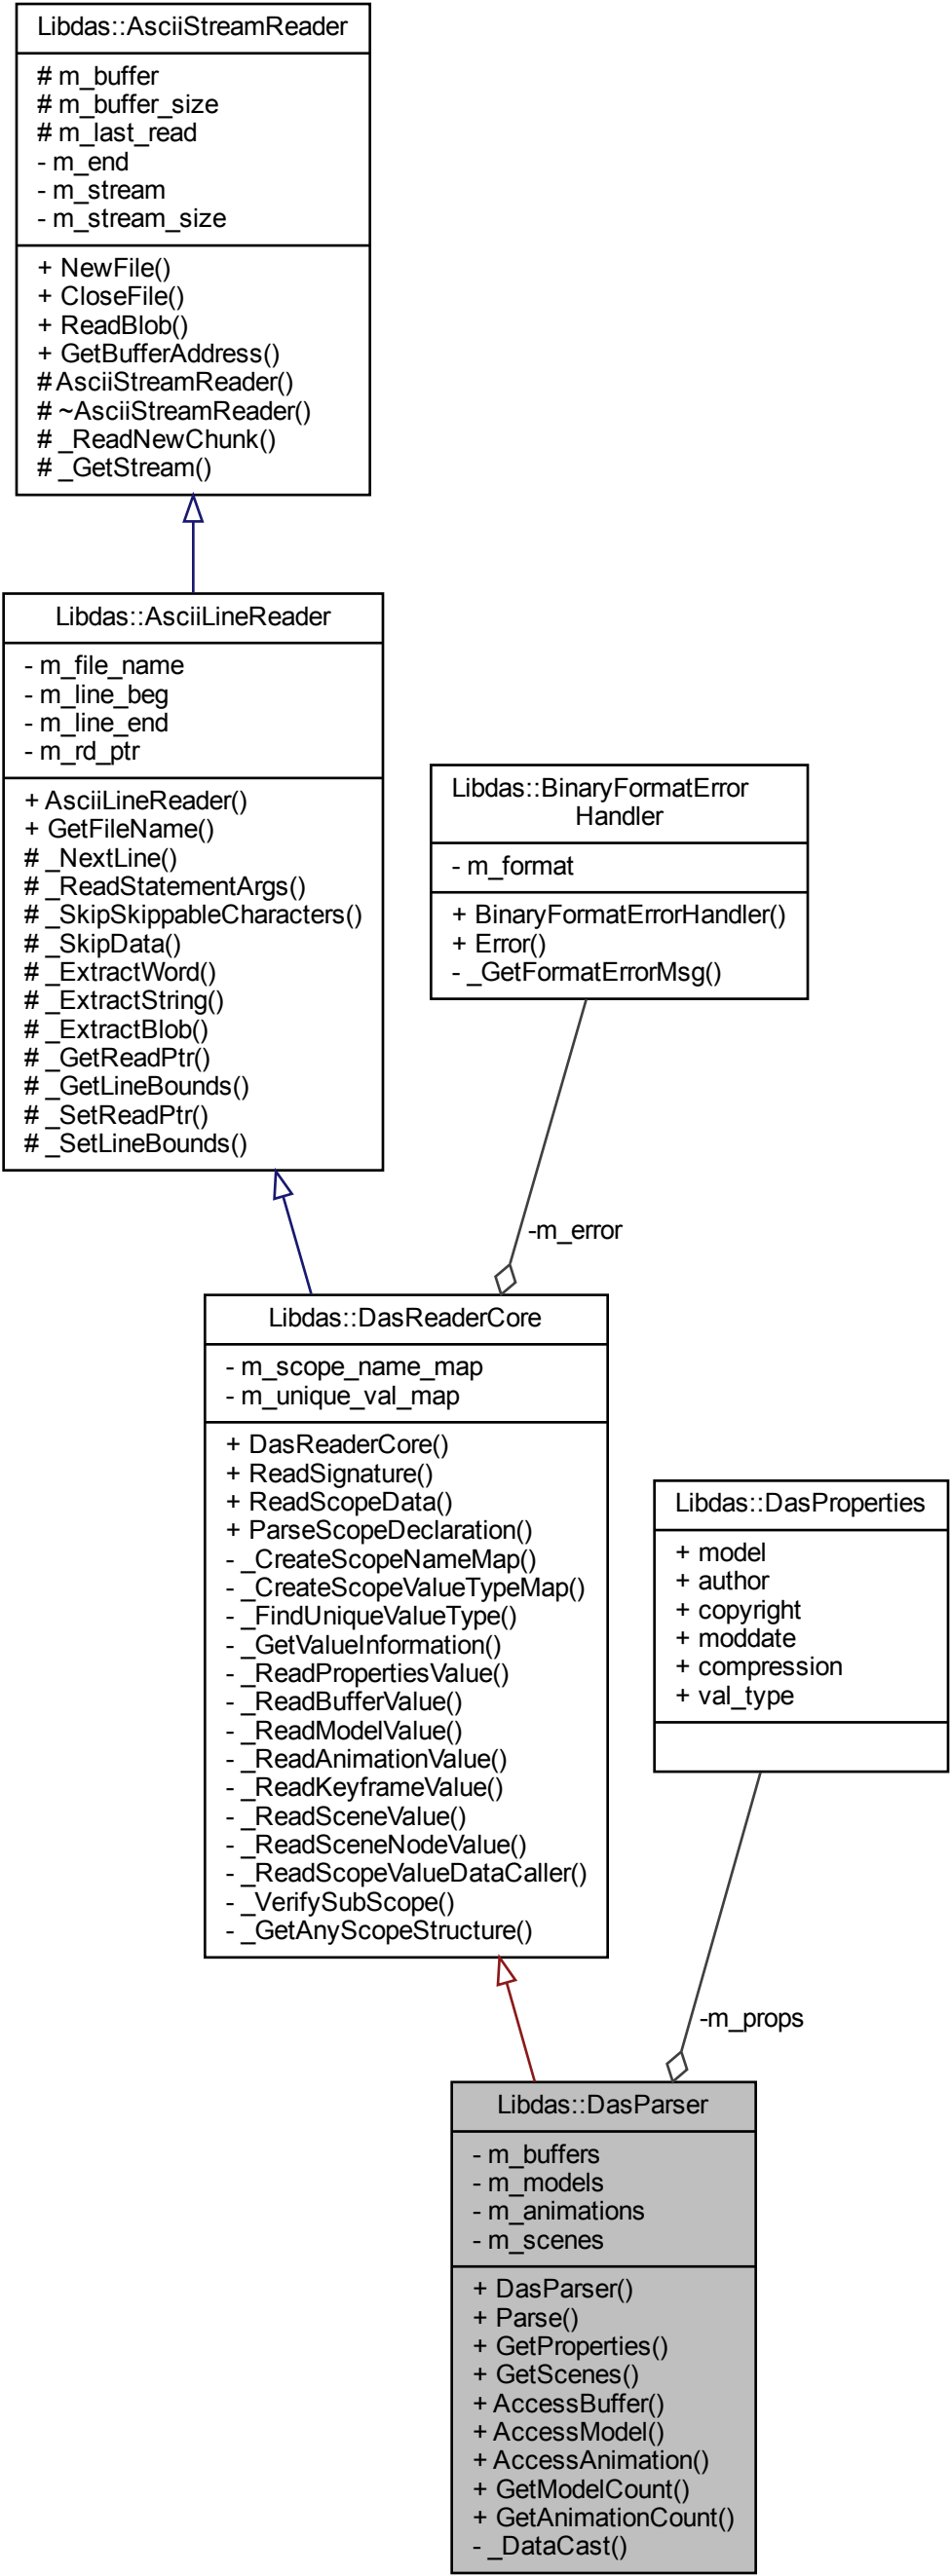 Libdas::AsciiStreamReader
# m_buffer
# m_buffer_size
# m_last_read
- m_end
- m_stream
- m_stream_size
+ NewFile()
+ CloseFile()
+ ReadBlob()
+ GetBufferAddress()
# AsciiStreamReader()
# ~AsciiStreamReader()
# _ReadNewChunk()
# _GetStream()
Libdas::AsciiLineReader
- m_file_name
- m_line_beg
- m_line_end
- m_rd_ptr
+ AsciiLineReader()
+ GetFileName()
# _NextLine()
# _ReadStatementArgs()
# _SkipSkippableCharacters()
# _SkipData()
# _ExtractWord()
# _ExtractString()
# _ExtractBlob()
# _GetReadPtr()
# _GetLineBounds()
# _SetReadPtr()
# _SetLineBounds()
Libdas::BinaryFormatError
Handler
- m_format
+ BinaryFormatErrorHandler()
+ Error()
- _GetFormatErrorMsg()
-m_error
Libdas::DasReaderCore
- m_scope_name_map
- m_unique_val_map
+ DasReaderCore()
+ ReadSignature()
+ ReadScopeData()
+ ParseScopeDeclaration()
- _CreateScopeNameMap()
- _CreateScopeValueTypeMap()
- _FindUniqueValueType()
- _GetValueInformation()
- _ReadPropertiesValue()
- _ReadBufferValue()
- _ReadModelValue()
- _ReadAnimationValue()
- _ReadKeyframeValue()
- _ReadSceneValue()
- _ReadSceneNodeValue()
- _ReadScopeValueDataCaller()
- _VerifySubScope()
- _GetAnyScopeStructure()
Libdas::DasProperties
+ model
+ author
+ copyright
+ moddate
+ compression
+ val_type
-m_props
Libdas::DasParser
- m_buffers
- m_models
- m_animations
- m_scenes
+ DasParser()
+ Parse()
+ GetProperties()
+ GetScenes()
+ AccessBuffer()
+ AccessModel()
+ AccessAnimation()
+ GetModelCount()
+ GetAnimationCount()
- _DataCast()